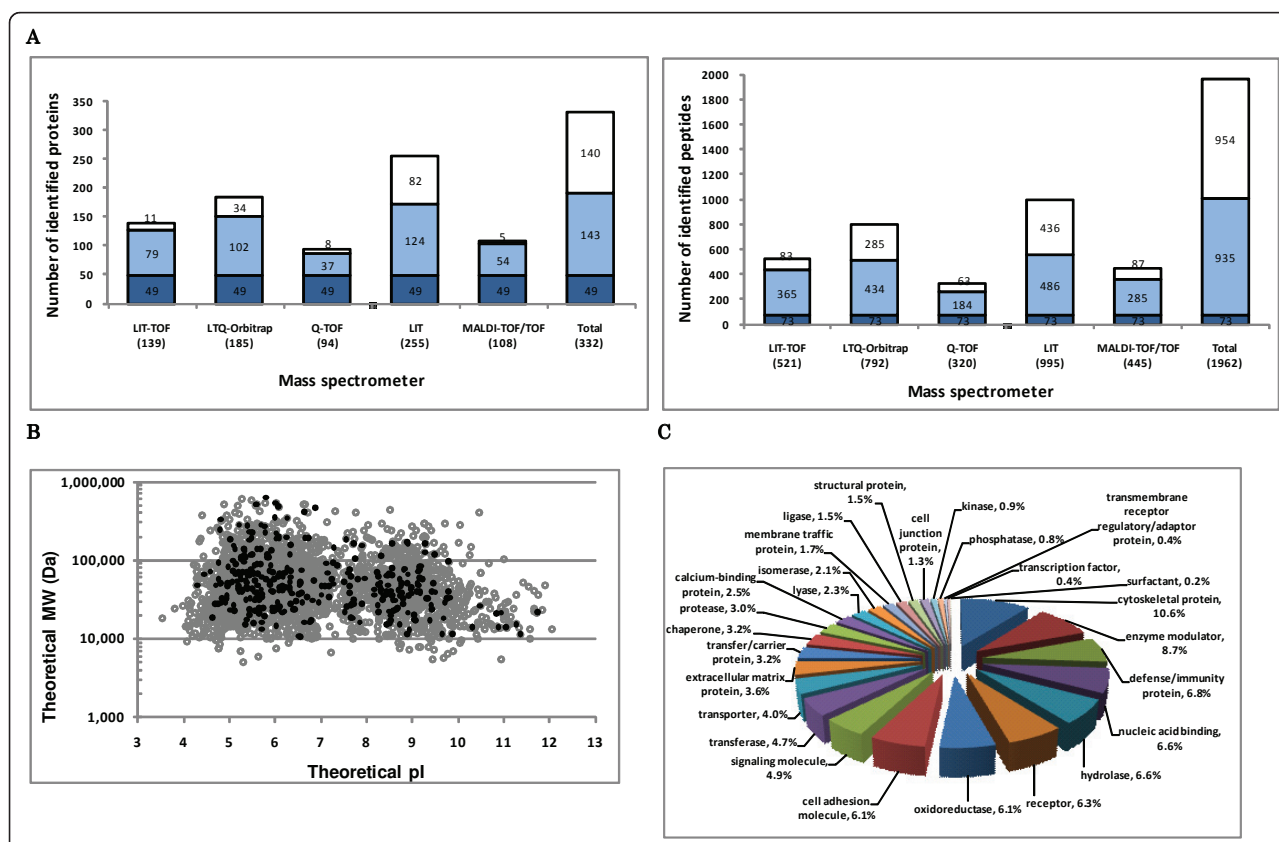 A
Number of identified proteins
350
300
250
200
150
100
50
0
11
79
49
34
102
49
8
37
49
82
124
49
5
54
49
140
143
49
LIT-TOF
(139)
LTQ-Orbitrap
(185)
Q-TOF
(94)
LIT
(255)
MALDI-TOF/TOF
(108)
Total
(332)
Mass spectrometer
Number of identified peptides
2000
1800
1600
1400
1200
1000
800
600
400
200
0
83
365
73
285
434
73
63
184
73
436
486
73
87
285
73
954
935
73
LIT-TOF
(521)
LTQ-Orbitrap
(792)
Q-TOF
(320)
LIT
(995)
MALDI-TOF/TOF
(445)
Total
(1962)
Mass spectrometer
B
Theoretical MW (Da)
1,000,000
100,000
10,000
1,000
3 4 5 6 7 8 9 10 11 12 13
Theoretical pI
C
structural protein,
1.5%
ligase, 1.5%
membrane traffic
protein, 1.7%
isomerase, 2.1%
calcium-binding
protein, 2.5%
lyase, 2.3%
protease, 3.0%
chaperone, 3.2%
transfer/carrier
protein, 3.2%
extracellular matrix
protein, 3.6%
transporter, 4.0%
transferase, 4.7%
signaling molecule,
4.9%
cell adhesion
molecule, 6.1%
oxidoreductase, 6.1%
receptor, 6.3%
hydrolase, 6.6%
nucleic acid binding,
6.6%
defense/immunity
protein, 6.8%
enzyme modulator,
8.7%
cytoskeletal protein,
10.6%
surfactant, 0.2%
transcription factor,
0.4%
transmembrane
receptor
regulatory/adaptor
protein, 0.4%
phosphatase, 0.8%
kinase, 0.9%
cell
junction
protein,
1.3%